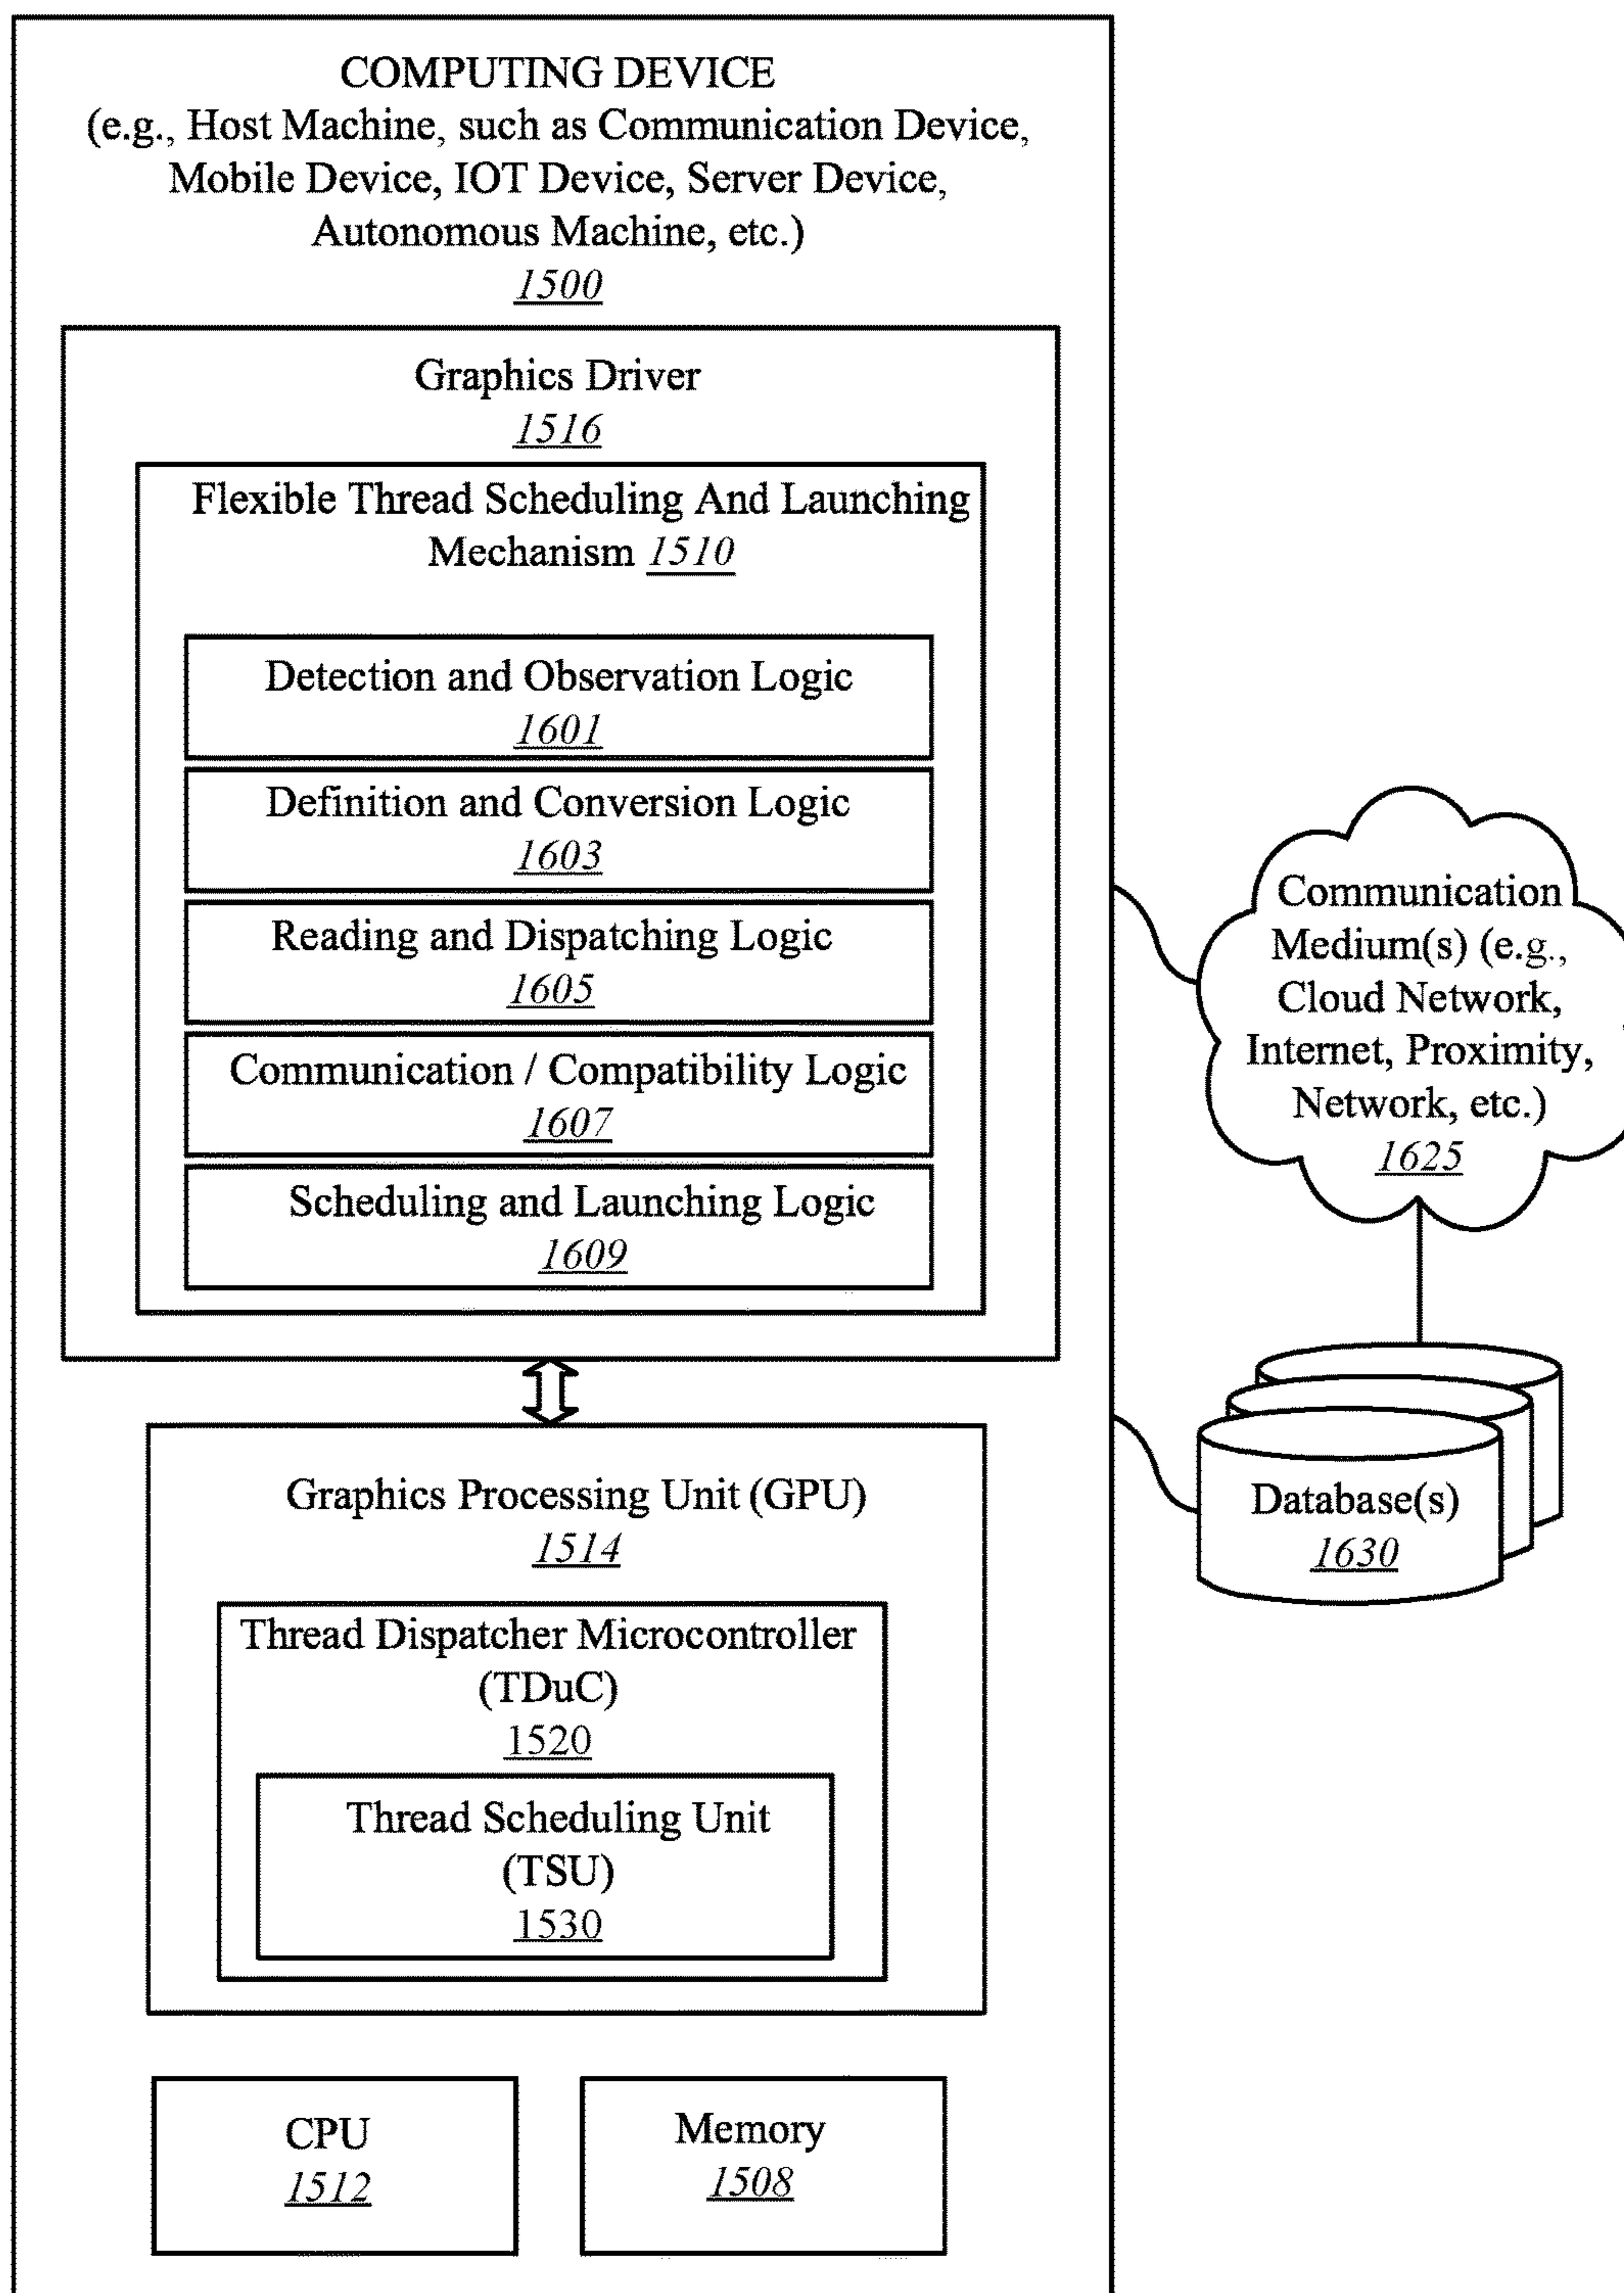 COMPUTING DEVICE
(e.g., Host Machine, such as Communication Device,
Mobile Device, IOT Device, Server Device,
Autonomous Machine, etc.)
1500
Graphics Driver
1516
Flexible Thread Scheduling And Launching
Mechanism 1510
Detection and Observation Logic
1601
Definition and Conversion Logic
1603
Reading and Dispatching Logic
1605
Communication / Compatibility Logic
1607
Scheduling and Launching Logic
1609
Graphics Processing Unit (GPU)
1514
Thread Dispatcher Microcontroller
(TDuC)
1520
Thread Scheduling Unit
(TSU)
1530
CPU
1512
Memory
1508
Communication
Medium(s) (e.g.,
Cloud Network,
Internet, Proximity,
Network, etc.)
1625
Database(s)
1630